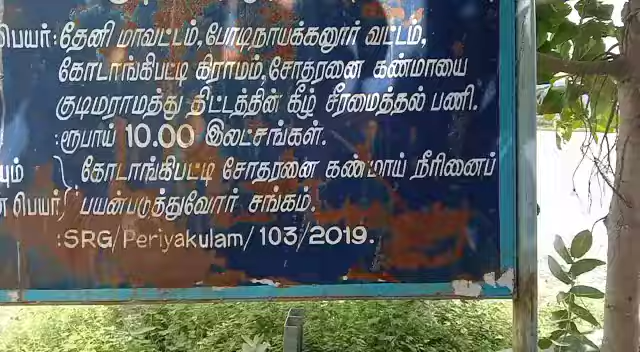 பெயர் : தேனி மாவட்டம், போடிநாயக்கனூர் வட்டம்,
கோடாங்கிபட்டி கிராமம், சோதரனை கண்மாயை
குடிமராமத்து திட்டத்தின் கீழ் சீரமைத்தல் பணி.
:ரூபாய் 10.00 இலட்சங்கள்.
யும் கோடாங்கிபட்டி சோதரனை கண்மாய் நீரினைப்
பெயர் பயன்படுத்துவோர் சங்கம்.
:SRG/Periyakulam/103/2019.